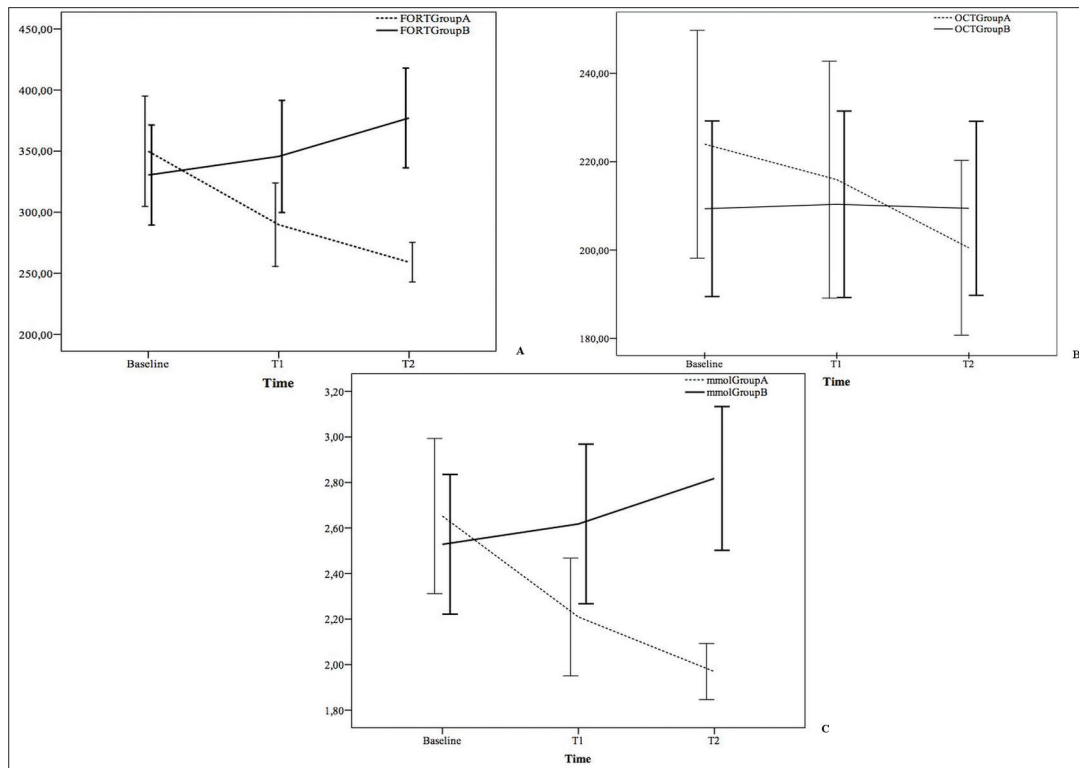 450,00
400,00
350,00
300,00
250,00
200,00
FORTGroupA
FORTGroupB
Baseline
T1
T2
Time
A
240,00
220,00
200,00
180,00
OCTGroupA
OCTGroupB
Baseline
T1
T2
Time
B
3,20
3,00
2,80
2,60
2,40
2,20
2,00
1,80
mmolGroupA
mmolGroupB
Baseline
T1
T2
Time
C